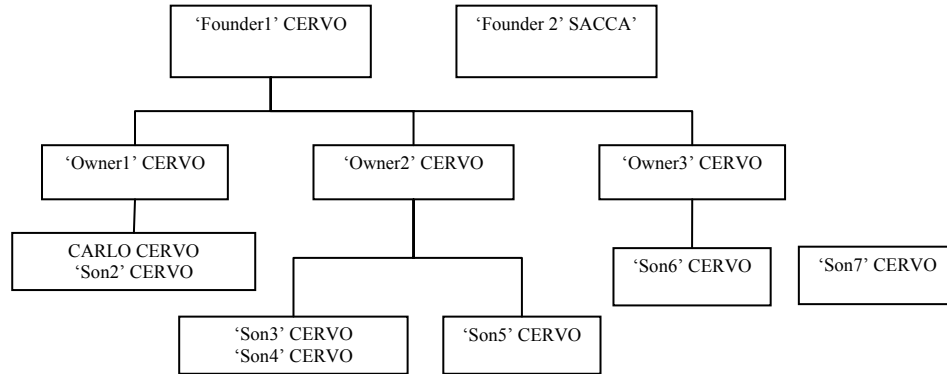 ‘Founder1’ CERVO
‘Founder 2’ SACCA’
‘Owner1’ CERVO
‘Owner2’ CERVO
‘Owner3’ CERVO
CARLO CERVO
‘Son2’ CERVO
‘Son6’ CERVO
‘Son7’ CERVO
‘Son3’ CERVO
‘Son4’ CERVO
‘Son5’ CERVO